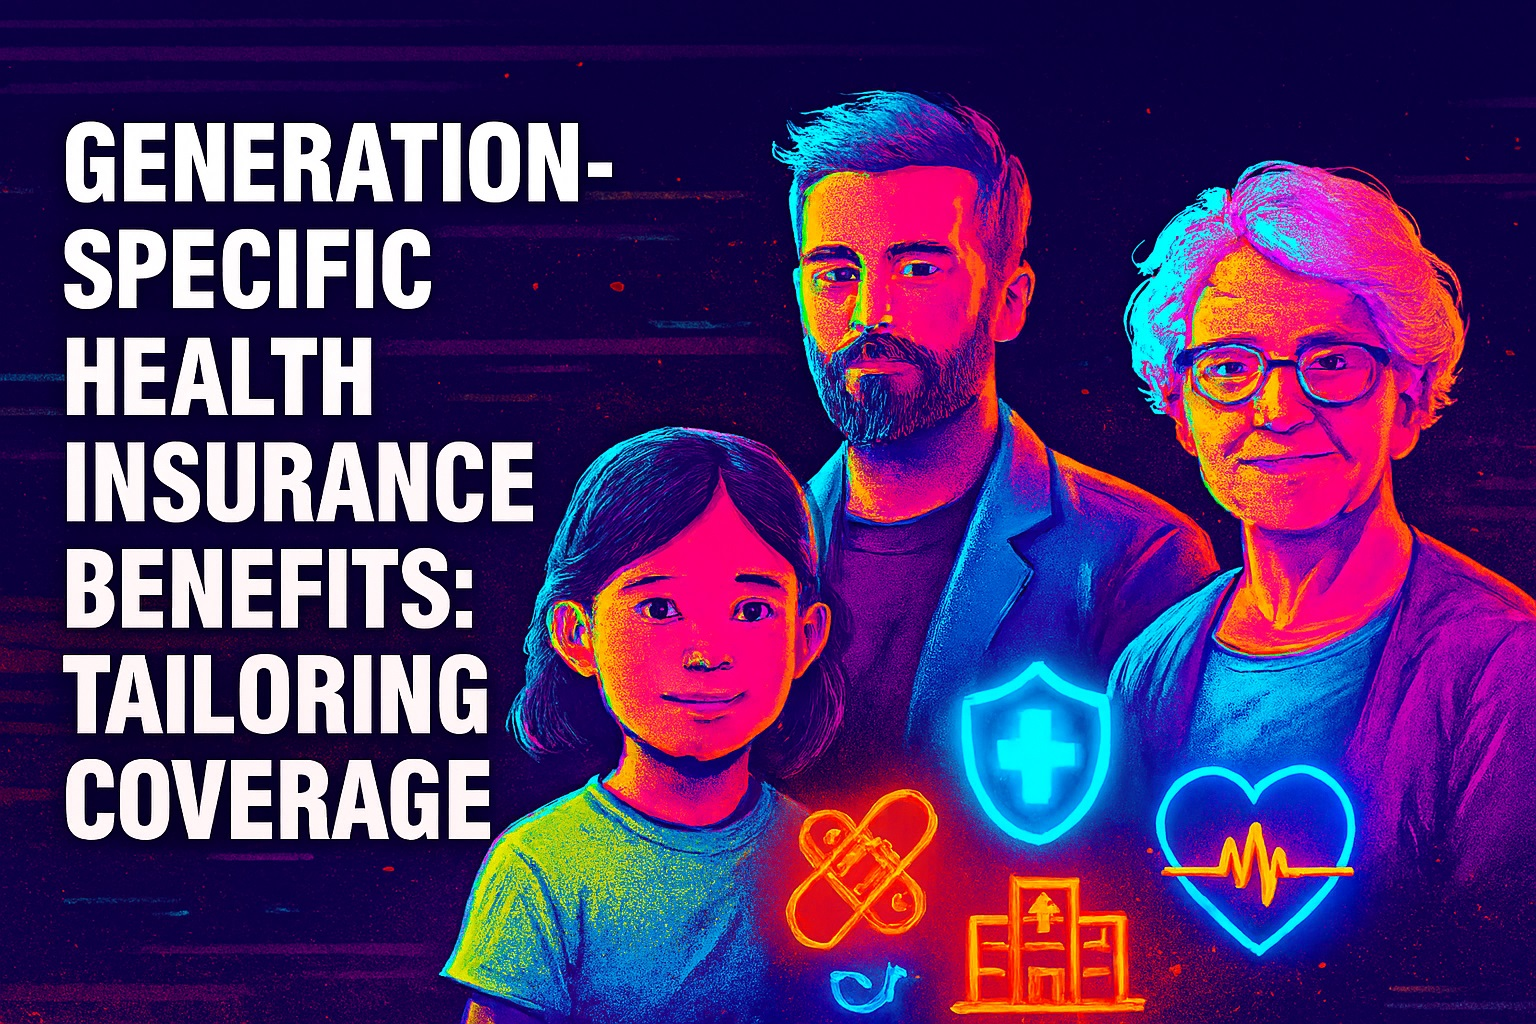 GENERATION-
SPECIFIC
HEALTH
INSURANCE
BENEFITS:
TAILORING
COVERAGE